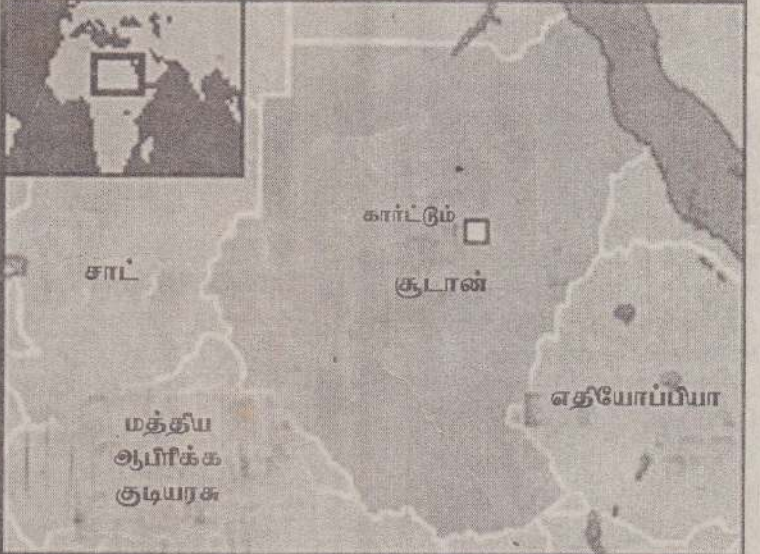 கார்ட்டூம்
சாட்
சூடான்
எதியோப்பியா
மத்திய
ஆபிரிக்க
குடியரசு